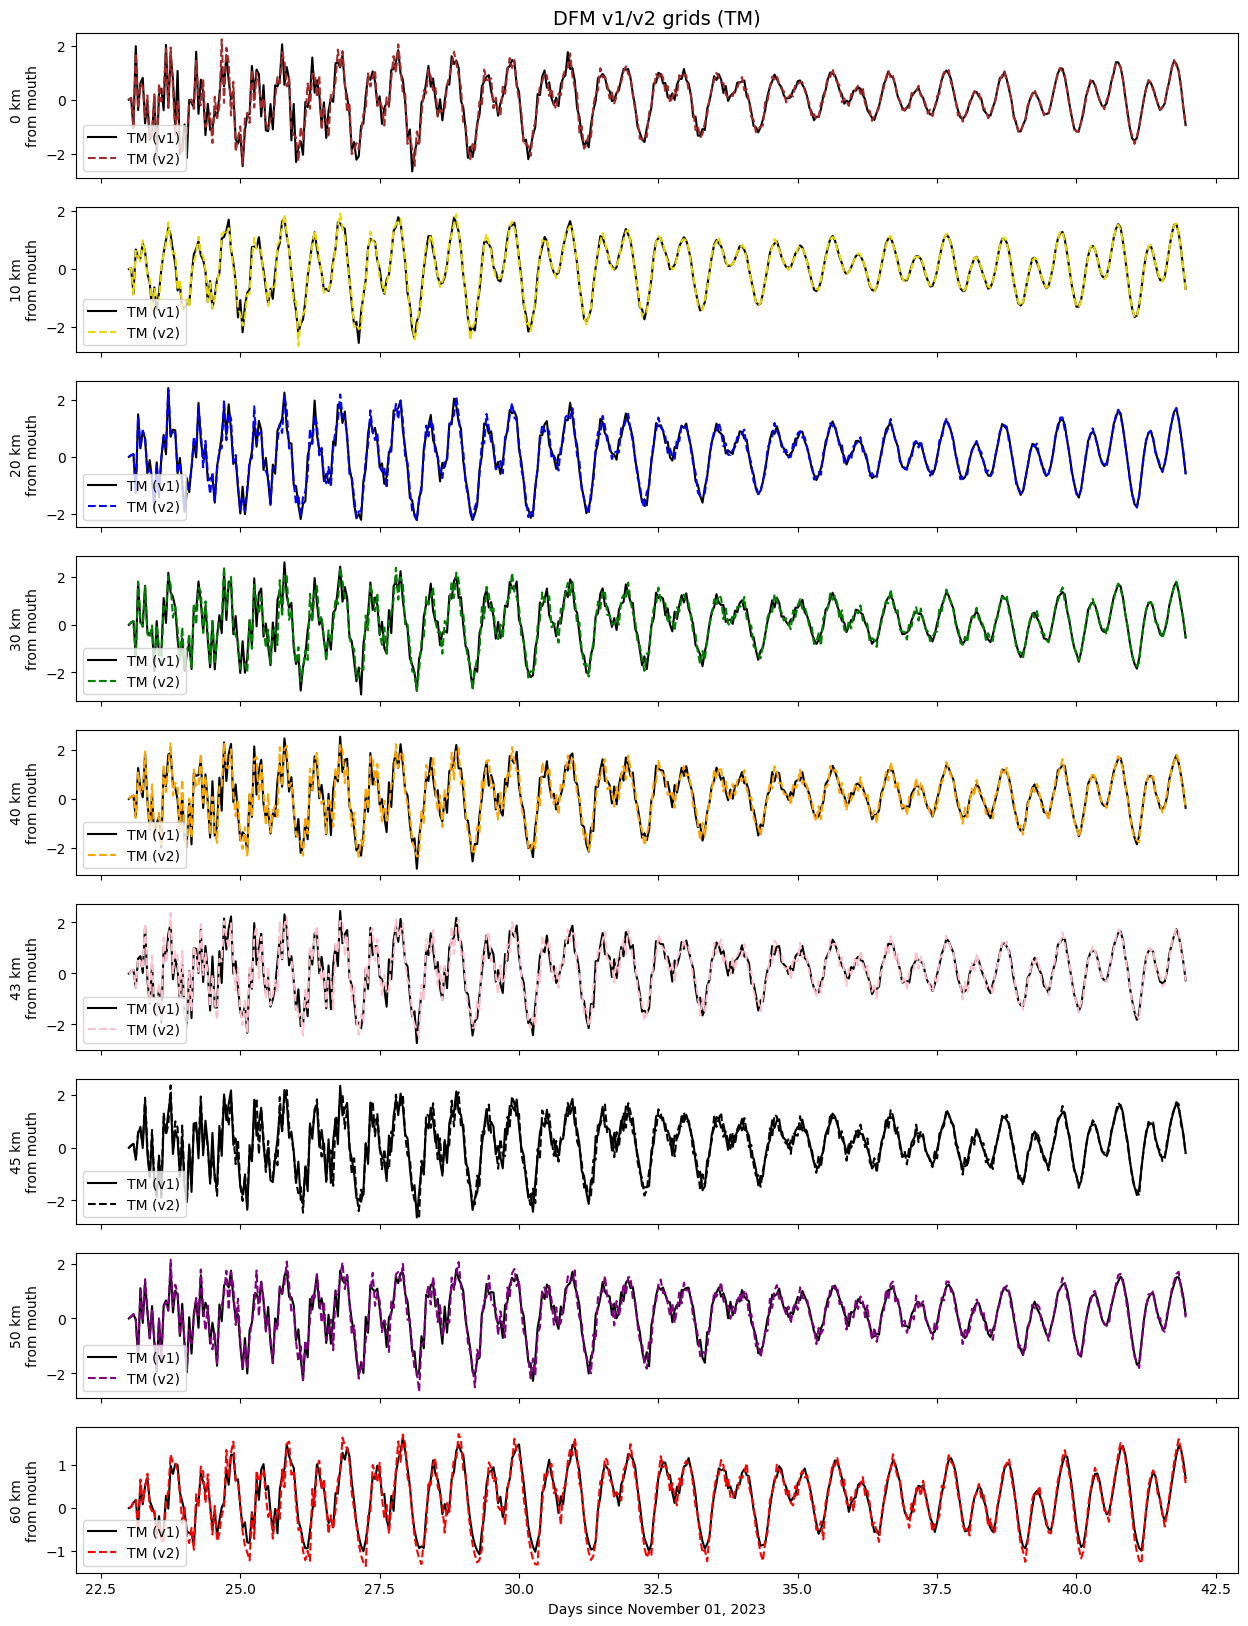 DFM v1/v2 grids (TM)
2
0
−2
0 km
from mouth
TM (v1)
TM (v2)
2
0
−2
10 km
from mouth
TM (v1)
TM (v2)
2
0
−2
20 km
from mouth
TM (v1)
TM (v2)
2
0
−2
30 km
from mouth
TM (v1)
TM (v2)
2
0
−2
40 km
from mouth
TM (v1)
TM (v2)
2
0
−2
43 km
from mouth
TM (v1)
TM (v2)
2
0
−2
45 km
from mouth
TM (v1)
TM (v2)
2
0
−2
50 km
from mouth
TM (v1)
TM (v2)
1
0
−1
60 km
from mouth
TM (v1)
TM (v2)
22.5 25.0 27.5 30.0 32.5 35.0 37.5 40.0 42.5
Days since November 01, 2023